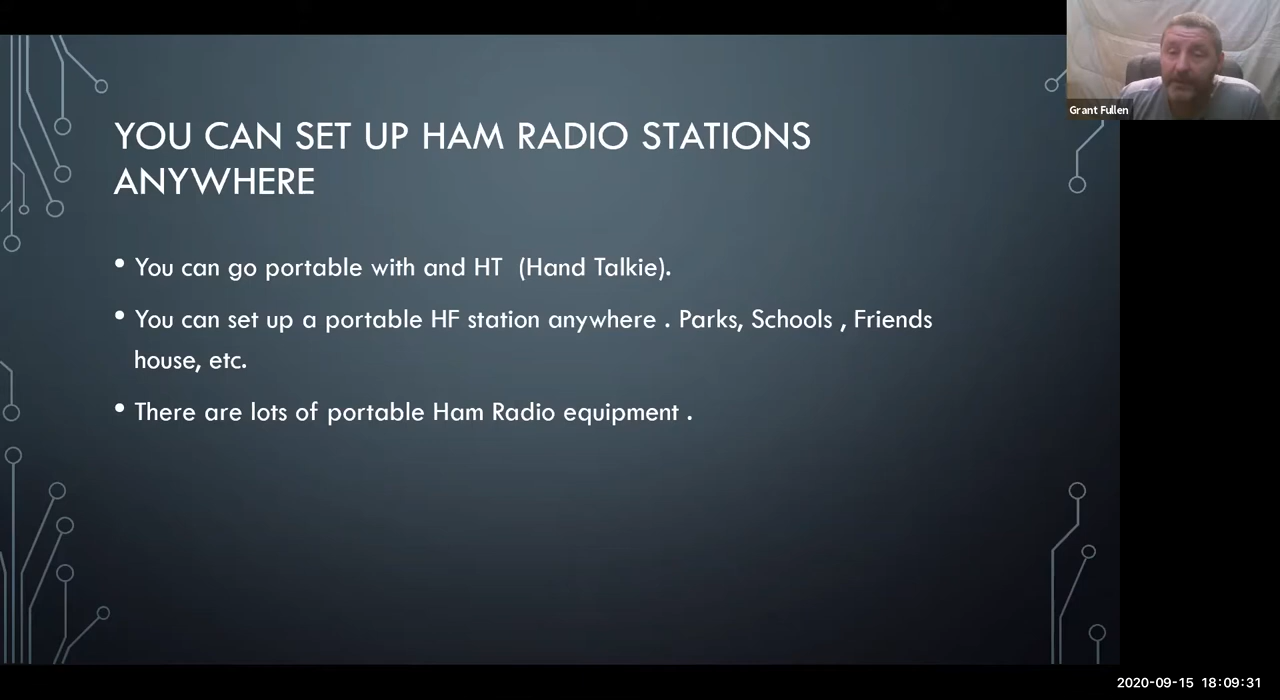 YOU CAN SET UP HAM RADIO STATIONS
ANYWHERE
• You can go portable with and HT  (Hand Talkie).
• You can set up a portable HF station anywhere . Parks, Schools , Friends
house, etc.
• There are lots of portable Ham Radio equipment .
Grant Fullen
2020-09-15 18:09:31